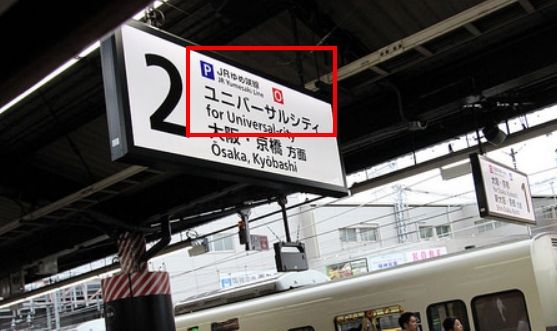 2
P JRゆめ咲線 O
JR Yumesaki Line
ユニバーサルシティ
for Universal-city
大阪・京橋 方面
Ōsaka, Kyōbashi